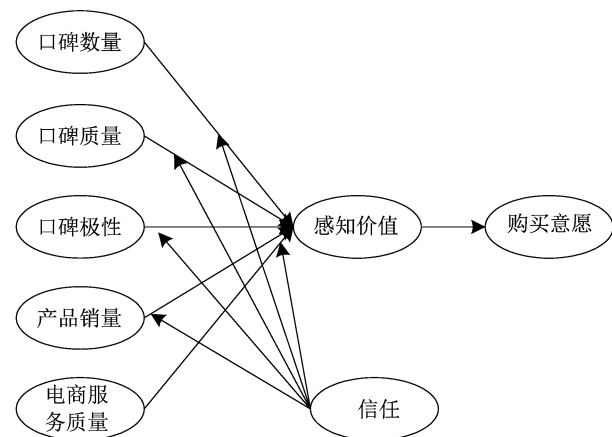 口碑数量
口碑质量
口碑极性
感知价值
购买意愿
产品销量
电商服
务质量
信任